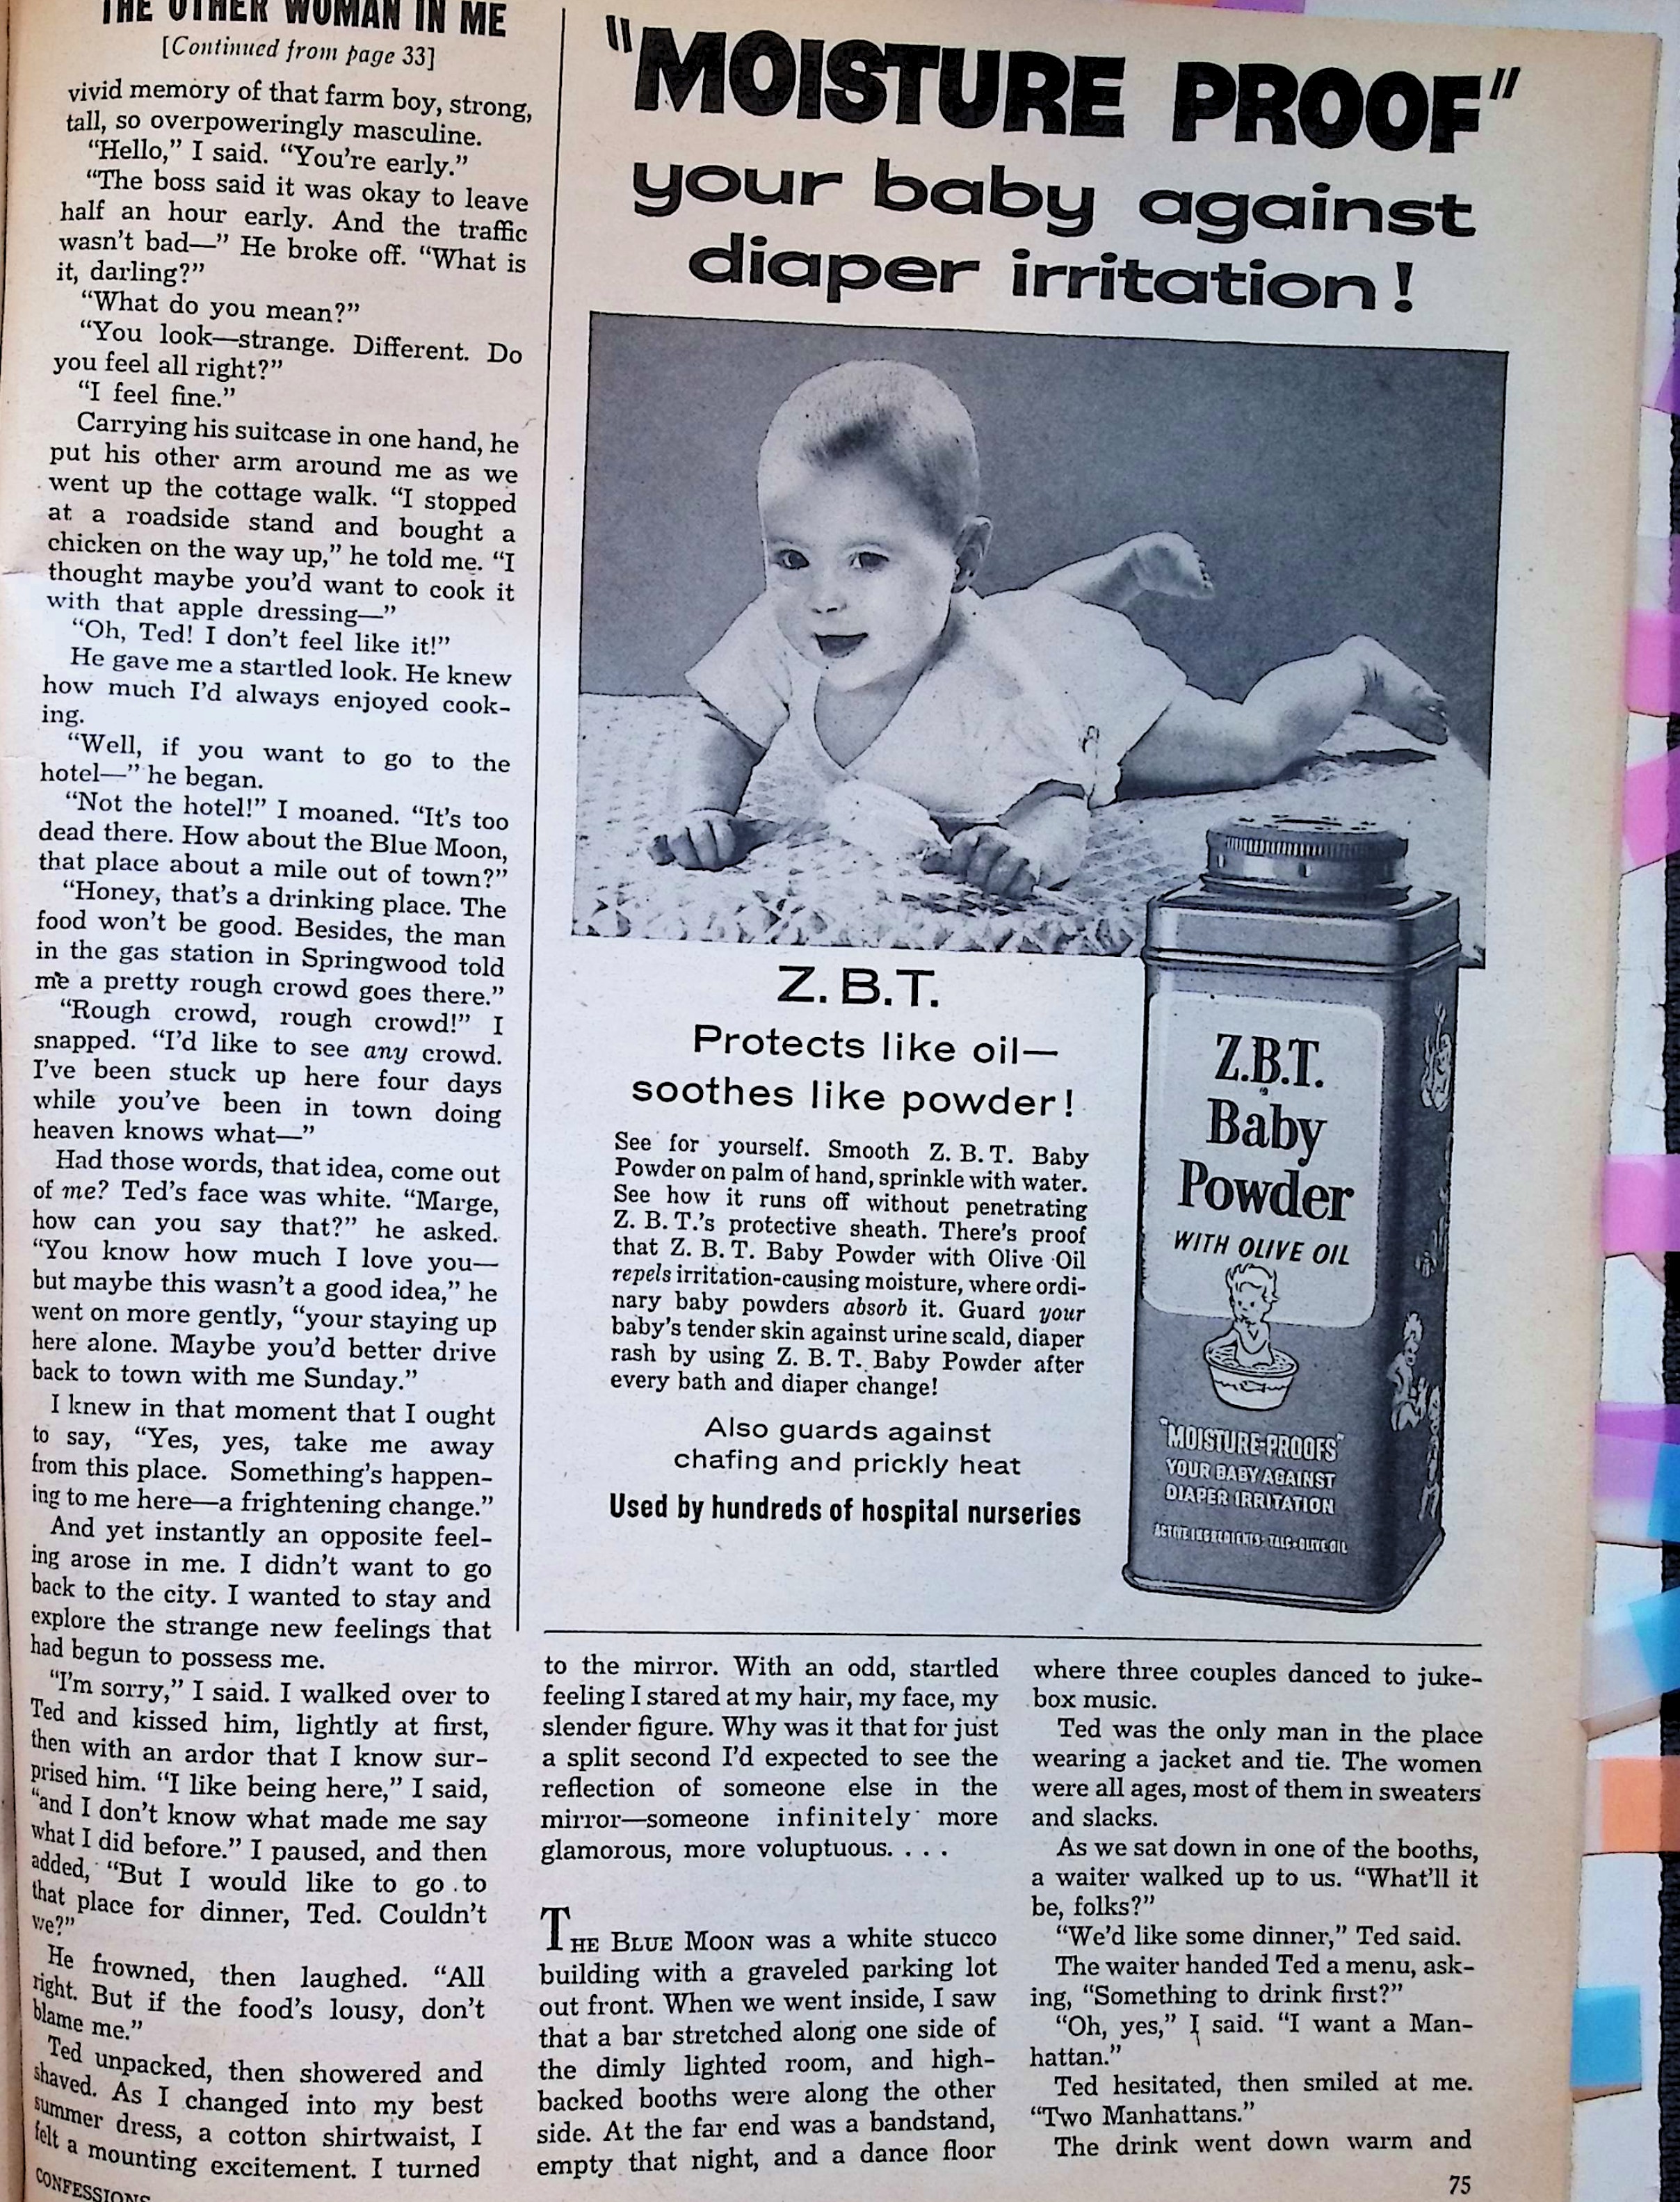 THE OTHER WOMAN IN ME
[Continued from page 33]
vivid memory of that farm boy, strong,
tall, so overpoweringly masculine.
“Hello,” I said. “You’re early.”
“The boss said it was okay to leave
half an hour early. And the traffic
wasn’t bad—” He broke off. “What is
it, darling?”
“What do you mean?”
“You look—strange. Different. Do
you feel all right?”
“I feel fine.”
Carrying his suitcase in one hand, he
put his other arm around me as we
went up the cottage walk. “I stopped
at a roadside stand and bought a
chicken on the way up,” he told me. “I
thought maybe you’d want to cook it
with that apple dressing—”
“Oh, Ted! I don’t feel like it!”
He gave me a startled look. He knew
how much I’d always enjoyed cook-
ing.
“Well, if you want to go to the
hotel—” he began.
“Not the hotel!” I moaned. “It’s too
dead there. How about the Blue Moon,
that place about a mile out of town?”
“Honey, that’s a drinking place. The
food won’t be good. Besides, the man
in the gas station in Springwood told
me a pretty rough crowd goes there.”
“Rough crowd, rough crowd!” I
snapped. “I’d like to see any crowd.
I’ve been stuck up here four days
while you’ve been in town doing
heaven knows what—”
Had those words, that idea, come out
of me? Ted’s face was white. “Marge,
how can you say that?” he asked.
“You know how much I love you—
but maybe this wasn’t a good idea,” he
went on more gently, “your staying up
here alone. Maybe you’d better drive
back to town with me Sunday.”
I knew in that moment that I ought
to say, “Yes, yes, take me away
from this place. Something’s happen-
ing to me here—a frightening change.”
And yet instantly an opposite feel-
ing arose in me. I didn’t want to go
back to the city. I wanted to stay and
explore the strange new feelings that
had begun to possess me.
“I’m sorry,” I said. I walked over to
Ted and kissed him, lightly at first,
then with an ardor that I know sur-
prised him. “I like being here,” I said,
“and I don’t know what made me say
what I did before.” I paused, and then
added, “But I would like to go to
that place for dinner, Ted. Couldn’t
we?”
He frowned, then laughed. “All
right. But if the food’s lousy, don’t
blame me.”
Ted unpacked, then showered and
shaved. As I changed into my best
summer dress, a cotton shirtwaist, I
felt a mounting excitement. I turned
CONFESSIONS
"MOISTURE PROOF"
your baby against
diaper irritation!
Z.B.T.
Protects like oil—
soothes like powder!
See for yourself. Smooth Z. B. T. Baby
Powder on palm of hand, sprinkle with water.
See how it runs off without penetrating
Z. B. T.’s protective sheath. There’s proof
that Z. B. T. Baby Powder with Olive Oil
repels irritation-causing moisture, where ordi-
nary baby powders absorb it. Guard your
baby’s tender skin against urine scald, diaper
rash by using Z. B. T. Baby Powder after
every bath and diaper change!
Also guards against
chafing and prickly heat
Used by hundreds of hospital nurseries
Z.B.T.
Baby
Powder
WITH OLIVE OIL
"MOISTURE-PROOFS"
YOUR BABY AGAINST
DIAPER IRRITATION
ACTIVE INGREDIENTS: TALC-OLIVE OIL
to the mirror. With an odd, startled
feeling I stared at my hair, my face, my
slender figure. Why was it that for just
a split second I’d expected to see the
reflection of someone else in the
mirror—someone infinitely more
glamorous, more voluptuous. . . .
THE BLUE MOON was a white stucco
building with a graveled parking lot
out front. When we went inside, I saw
that a bar stretched along one side of
the dimly lighted room, and high-
backed booths were along the other
side. At the far end was a bandstand,
empty that night, and a dance floor
where three couples danced to juke-
box music.
Ted was the only man in the place
wearing a jacket and tie. The women
were all ages, most of them in sweaters
and slacks.
As we sat down in one of the booths,
a waiter walked up to us. “What’ll it
be, folks?”
“We’d like some dinner,” Ted said.
The waiter handed Ted a menu, ask-
ing, “Something to drink first?”
“Oh, yes,” I said. “I want a Man-
hattan.”
Ted hesitated, then smiled at me.
“Two Manhattans.”
The drink went down warm and
75